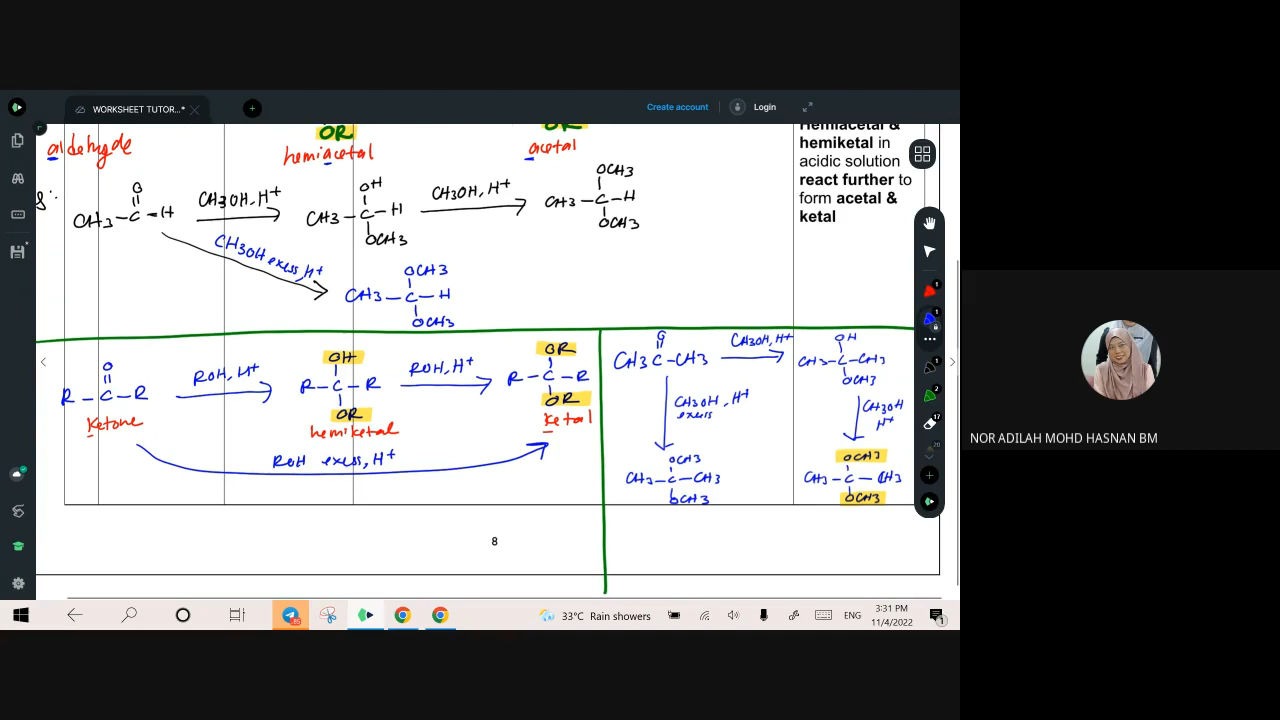 WORKSHEET TUTOR...*
Create account
Login
OR
OR
aldehyde
hemiacetal
acetal
Hemiacetal &
hemiketal in
acidic solution
react further to
form acetal &
ketal
O
CH3-C-H
CH3OH, H+
OH
CH3-C-H
OCH3
CH3OH, H+
OCH3
CH3-C-H
OCH3
CH3OH exess, H+
OCH3
CH3-C-H
OCH3
O
R-C-R
Ketone
ROH, H+
OH
R-C-R
OR
hemiketal
ROH, H+
OR
R-C-R
OR
ketal
ROH exess, H+
O
CH3C-CH3
CH3OH, H+
OH
CH3-C-CH3
OCH3
CH3OH, H+
exess
CH3OH
H+
OCH3
CH3-C-CH3
OCH3
OCH3
CH3-C-CH3
OCH3
8
NOR ADILAH MOHD HASNAN BM
33°C Rain showers
ENG
3:31 PM
11/4/2022